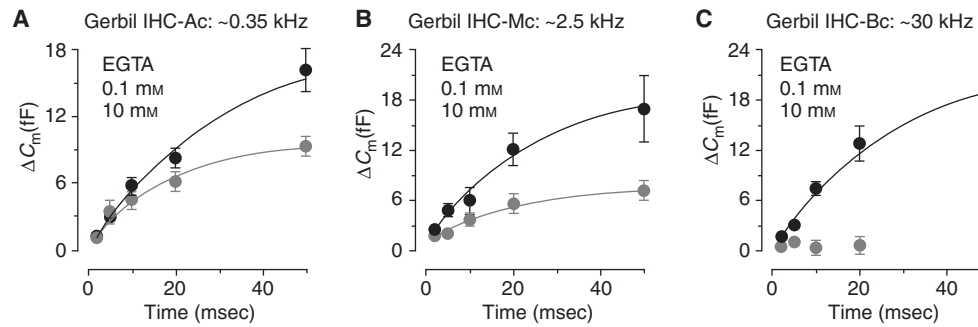 A Gerbil IHC-Ac: ~0.35 kHz
18
12
6
0
ΔCm(fF)
EGTA
0.1 mM
10 mM
0 20 40
Time (msec)
B Gerbil IHC-Mc: ~2.5 kHz
24
18
12
6
0
ΔCm(fF)
EGTA
0.1 mM
10 mM
0 20 40
Time (msec)
C Gerbil IHC-Bc: ~30 kHz
24
18
12
6
0
ΔCm(fF)
EGTA
0.1 mM
10 mM
0 20 40
Time (msec)